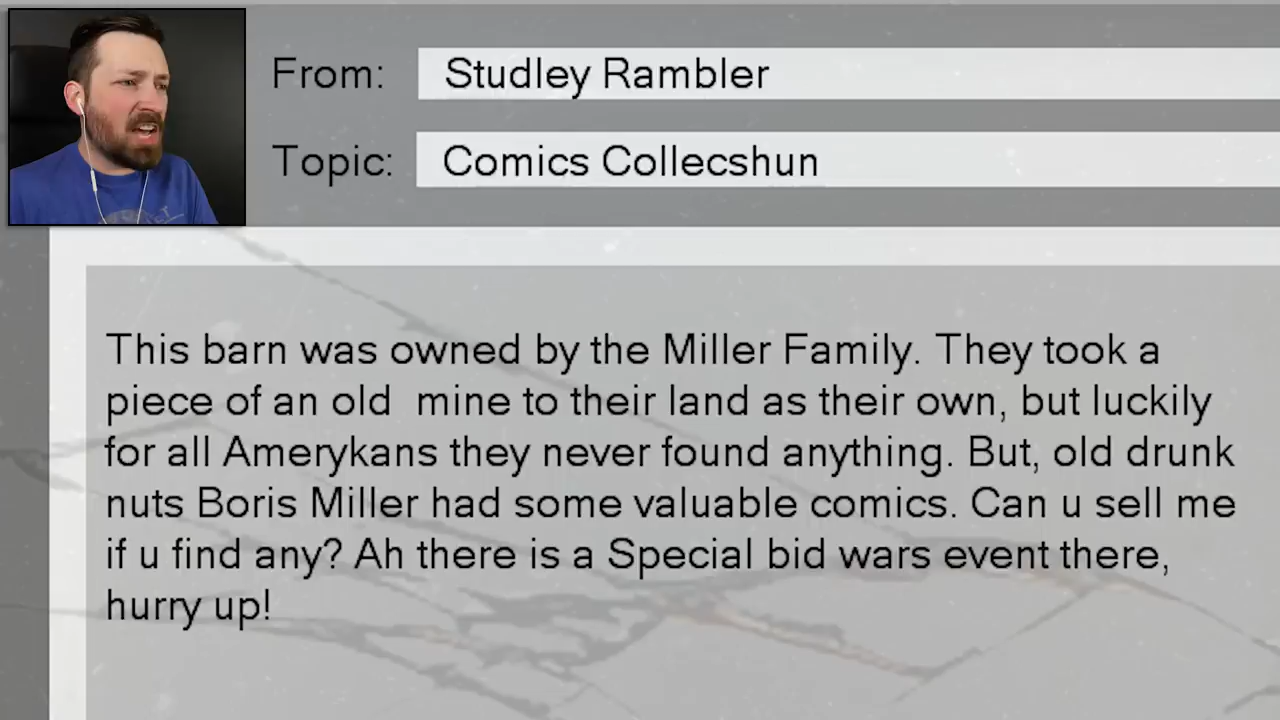 From: Studley Rambler
Topic: Comics Collecshun
This barn was owned by the Miller Family. They took a
piece of an old  mine to their land as their own, but luckily
for all Amerykans they never found anything. But, old drunk
nuts Boris Miller had some valuable comics. Can u sell me
if u find any? Ah there is a Special bid wars event there,
hurry up!